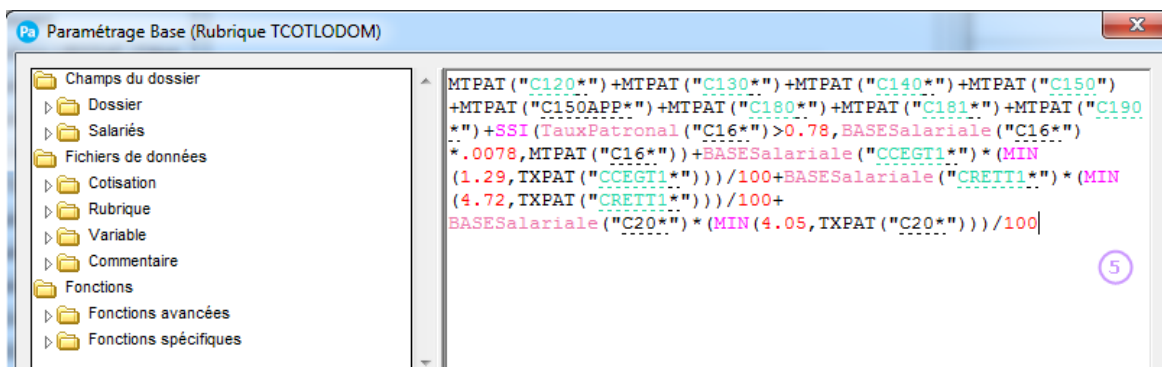 Pa Paramétrage Base (Rubrique TCOTLODOM)
X
Champs du dossier
Dossier
Salariés
Fichiers de données
Cotisation
Rubrique
Variable
Commentaire
Fonctions
Fonctions avancées
Fonctions spécifiques
MTPAT("C120*")+MTPAT("C130*")+MTPAT("C140*")+MTPAT("C150")
+MTPAT("C150APP*")+MTPAT("C180*")+MTPAT("C181*")+MTPAT("C190
*")+SSI(TauxPatronal("C16*")>0.78,BASESalariale("C16*")
*.0078,MTPAT("C16*"))+BASESalariale("CCEGT1*")*(MIN
(1.29,TXPAT("CCEGT1*")))/100+BASESalariale("CRETT1*")*(MIN
(4.72,TXPAT("CRETT1*")))/100+
BASESalariale("C20*")*(MIN(4.05,TXPAT("C20*")))/100
5